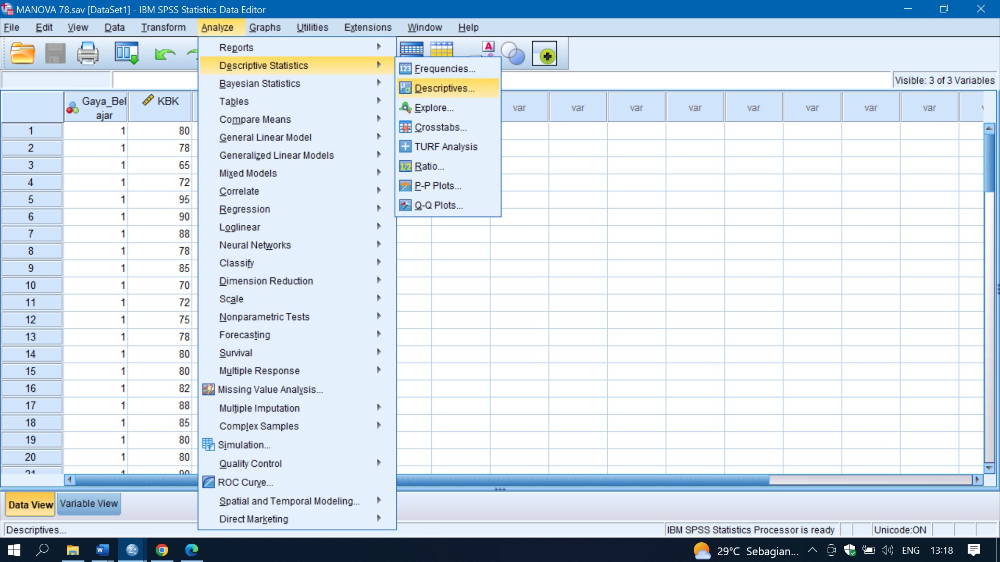 MANOVA 78.sav [DataSet1] - IBM SPSS Statistics Data Editor
File Edit View Data Transform Analyze Graphs Utilities Extensions Window Help
Visible: 3 of 3 Variables
Reports
Descriptive Statistics
Bayesian Statistics
Tables
Compare Means
General Linear Model
Generalized Linear Models
Mixed Models
Correlate
Regression
Loglinear
Neural Networks
Classify
Dimension Reduction
Scale
Nonparametric Tests
Forecasting
Survival
Multiple Response
Missing Value Analysis...
Multiple Imputation
Complex Samples
Simulation...
Quality Control
ROC Curve...
Spatial and Temporal Modeling...
Direct Marketing
123 Frequencies...
Descriptives...
Explore...
Crosstabs...
TURF Analysis
1/2 Ratio...
P-P Plots...
Q-Q Plots...
A
Gaya_Bel
ajar
KBK
var var var var var var var var
1 1 80
2 1 78
3 1 65
4 1 72
5 1 95
6 1 90
7 1 88
8 1 78
9 1 85
10 1 70
11 1 72
12 1 75
13 1 78
14 1 80
15 1 80
16 1 82
17 1 88
18 1 85
19 1 80
20 1 80
21 1 90
Data View Variable View
Descriptives...
IBM SPSS Statistics Processor is ready
Unicode:ON
29°C Sebagian... ENG 13:18